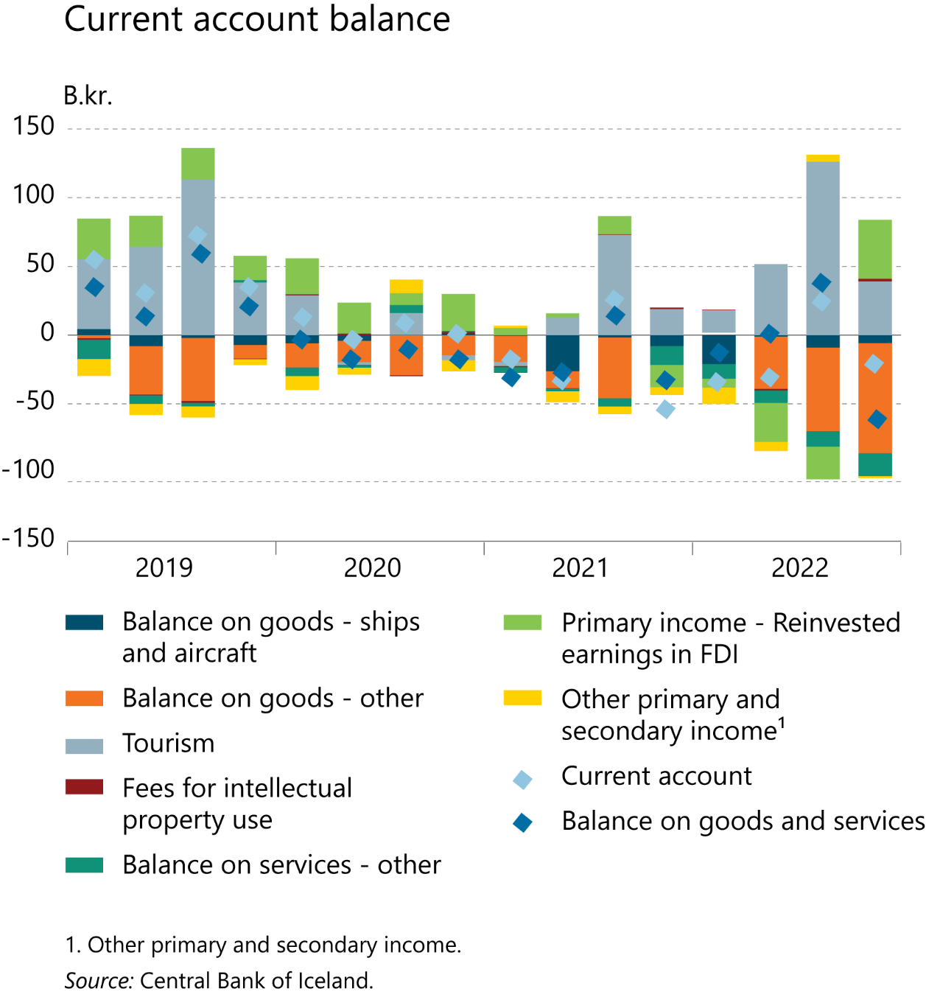 Current account balance
B.kr.
150
100
50
0
-50
-100
-150
2019 2020 2021 2022
Balance on goods - ships
and aircraft
Balance on goods - other
Tourism
Fees for intellectual
property use
Balance on services - other
Primary income - Reinvested
earnings in FDI
Other primary and
secondary income¹
Current account
Balance on goods and services
1. Other primary and secondary income.
Source: Central Bank of Iceland.